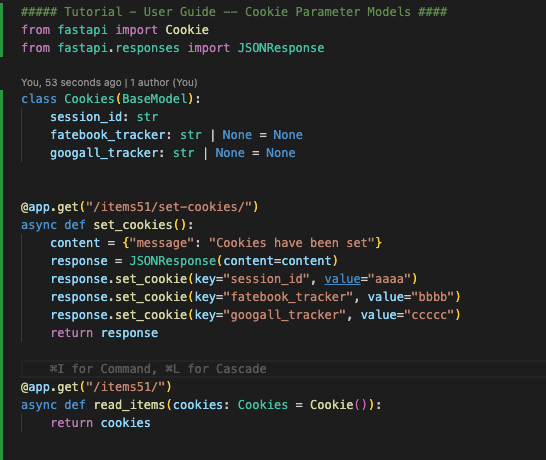 ##### Tutorial - User Guide -- Cookie Parameter Models ####
from fastapi import Cookie
from fastapi.responses import JSONResponse
You, 53 seconds ago | 1 author (You)
class Cookies(BaseModel):
    session_id: str
    fatebook_tracker: str | None = None
    googall_tracker: str | None = None
@app.get("/items51/set-cookies/")
async def set_cookies():
    content = {"message": "Cookies have been set"}
    response = JSONResponse(content=content)
    response.set_cookie(key="session_id", value="aaaa")
    response.set_cookie(key="fatebook_tracker", value="bbbb")
    response.set_cookie(key="googall_tracker", value="ccccc")
    return response
    ⌘I for Command, ⌘L for Cascade
@app.get("/items51/")
async def read_items(cookies: Cookies = Cookie()):
    return cookies